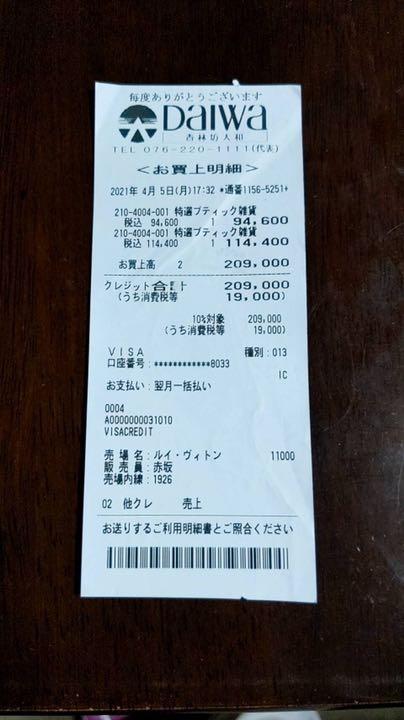 毎度ありがとうございます
DaIwa
香林坊大和
TEL 076-220-1111(代表)
<お買上明細>
2021年 4月 5日(月)17:32 *通番1156-5251*
210-4004-001 特選ブティック雑貨
税込 94,600 1 94,600
210-4004-001 特選ブティック雑貨
税込 114,400 1 114,400
お買上高 2 209,000
クレジット合計 209,000
(うち消費税等 19,000)
10%対象 209,000
(うち消費税等 19,000)
VISA 種別:013
口座番号:************8033
IC
お支払い:翌月一括払い
0004
A0000000031010
VISACREDIT
売場名:ルイ・ヴィトン 11000
販売員:赤坂
売場内線:1926
02 他クレ 売上
お送りするご利用明細書とご照合ください